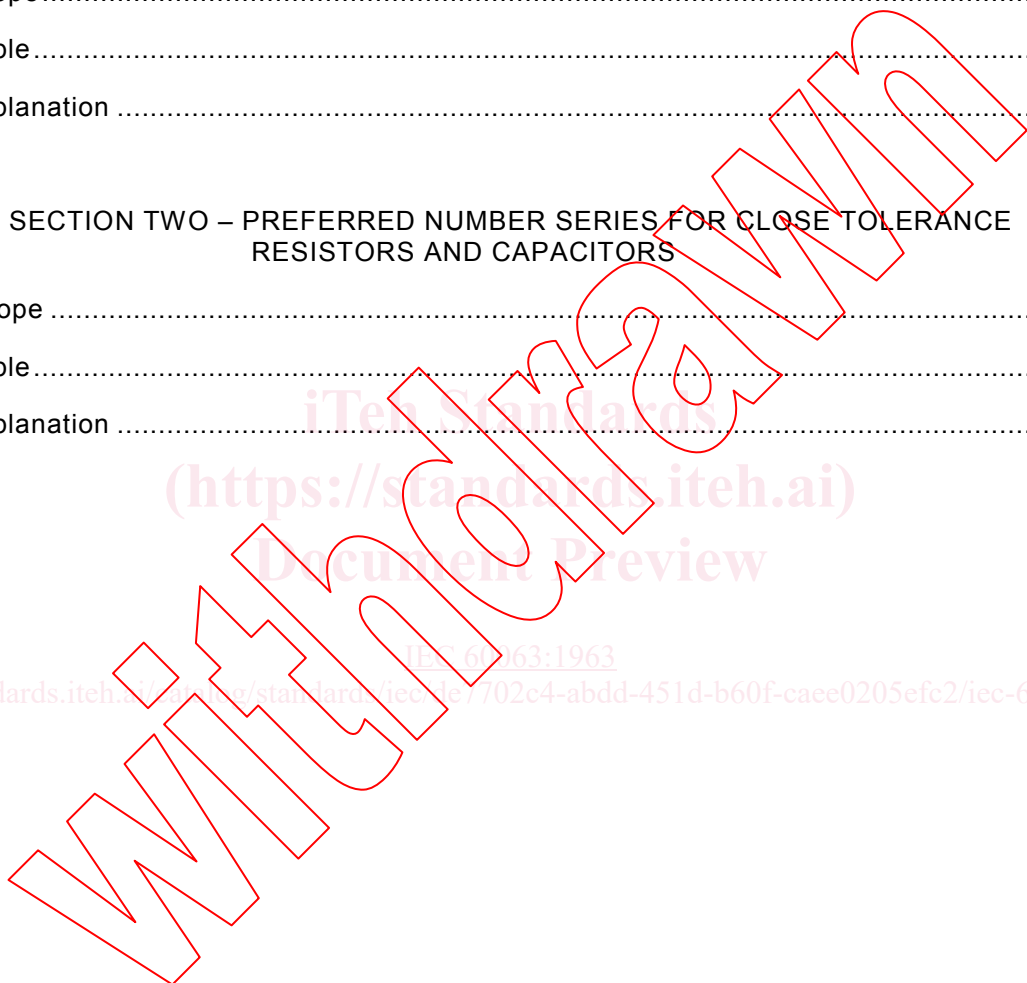 ope
ble
planation
SECTION TWO – PREFERRED NUMBER SERIES FOR CLOSE TOLERANCE
RESISTORS AND CAPACITORS
ope
ble
planation
iTeh Standards
(https://standards.iteh.ai)
Document Preview
IEC 60063:1963
dards.iteh.ai/catalog/standards/iec/de7702c4-abdd-451d-b60f-caee0205efc2/iec-6
withdrawn